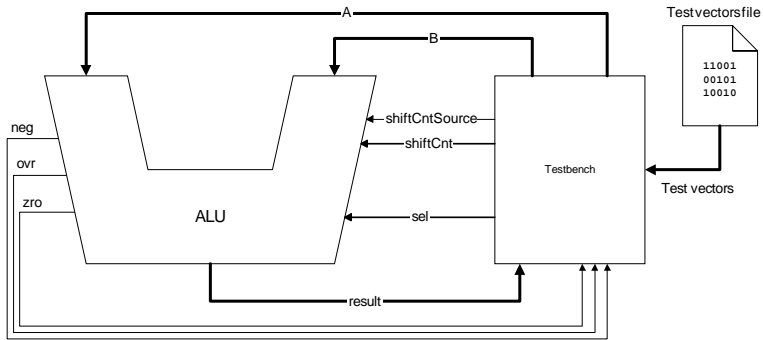 A
Testvectorsfile
B
11001
00101
10010
shiftCntSource
neg
shiftCnt
ovr
Testbench
Test vectors
zro
ALU
sel
result